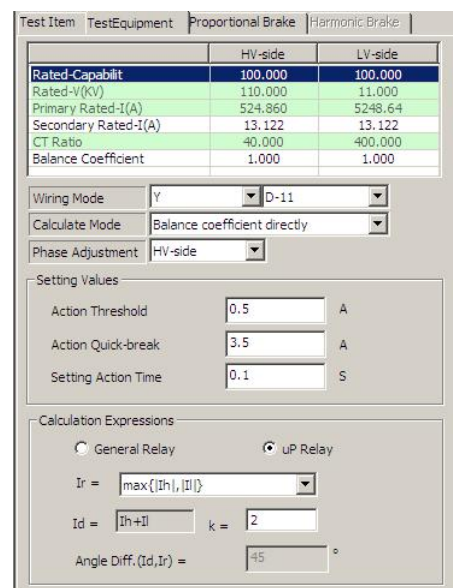 Test Item TestEquipment Proportional Brake Harmonic Brake
HV-side LV-side
Rated-Capabilit 100.000 100.000
Rated-V(KV) 110.000 11.000
Primary Rated-I(A) 524.860 5248.64
Secondary Rated-I(A) 13.122 13.122
CT Ratio 40.000 400.000
Balance Coefficient 1.000 1.000
Wiring Mode Y D-11
Calculate Mode Balance coefficient directly
Phase Adjustment HV-side
Setting Values
Action Threshold 0.5 A
Action Quick-break 3.5 A
Setting Action Time 0.1 S
Calculation Expressions
General Relay uP Relay
Ir = max{|Ih|,|Il|}
Id = Ih+Il k = 2
Angle Diff.(Id,Ir) = 45 °